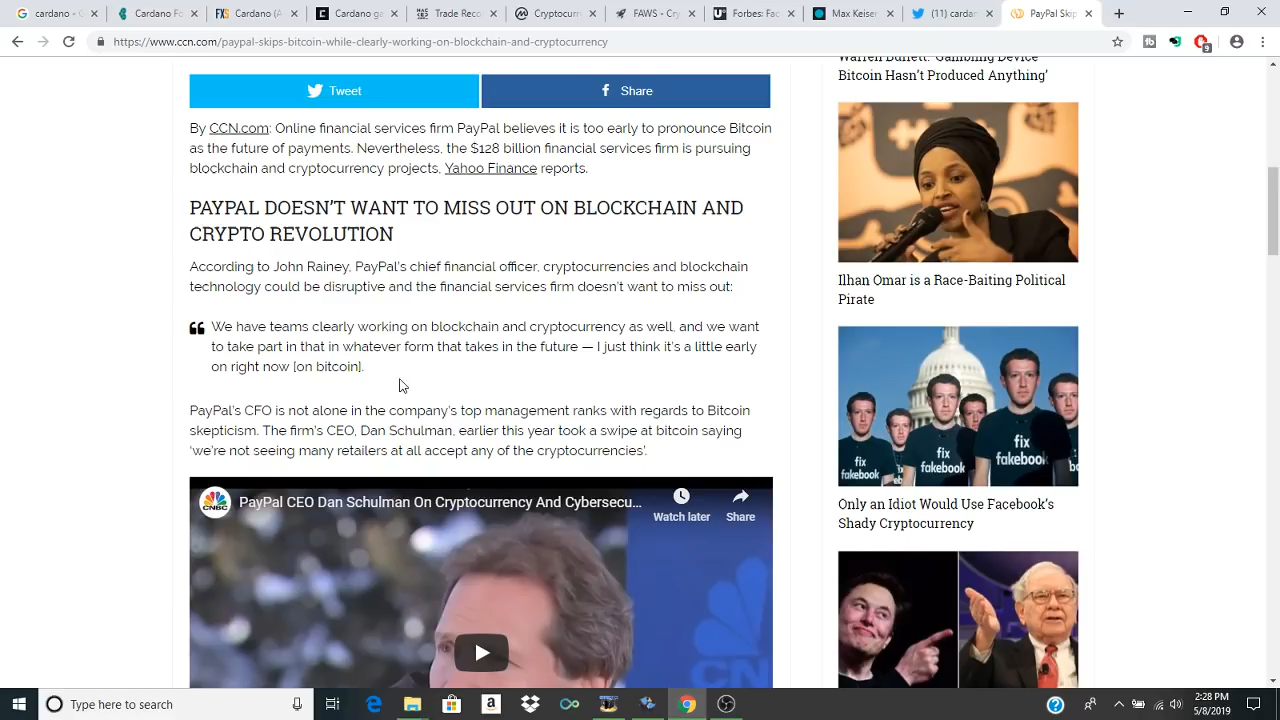 cardano - G
Cardano Fo
Cardano (A
Cardano
Trades Reco
Cryptocurre
FAWS - Cry
Forbes Fac
Max Keiser
(11) cardan
PayPal Skip
https://www.ccn.com/paypal-skips-bitcoin-while-clearly-working-on-blockchain-and-cryptocurrency
Tweet
Share
By CCN.com: Online financial services firm PayPal believes it is too early to pronounce Bitcoin
as the future of payments. Nevertheless, the $128 billion financial services firm is pursuing
blockchain and cryptocurrency projects, Yahoo Finance reports.
PAYPAL DOESN'T WANT TO MISS OUT ON BLOCKCHAIN AND
CRYPTO REVOLUTION
According to John Rainey, PayPal's chief financial officer, cryptocurrencies and blockchain
technology could be disruptive and the financial services firm doesn't want to miss out:
We have teams clearly working on blockchain and cryptocurrency as well, and we want
to take part in that in whatever form that takes in the future — I just think it's a little early
on right now [on bitcoin].
PayPal's CFO is not alone in the company's top management ranks with regards to Bitcoin
skepticism. The firm's CEO, Dan Schulman, earlier this year took a swipe at bitcoin saying
'we're not seeing many retailers at all accept any of the cryptocurrencies'.
CNBC
PayPal CEO Dan Schulman On Cryptocurrency And Cybersecu...
Watch later
Share
Warren Buffett: 'Gambling Device'
Bitcoin Hasn't Produced Anything'
Ilhan Omar is a Race-Baiting Political
Pirate
fix
fakebook
fix
fakebook
fix
fakebook
Only an Idiot Would Use Facebook's
Shady Cryptocurrency
Type here to search
2:28 PM
5/8/2019